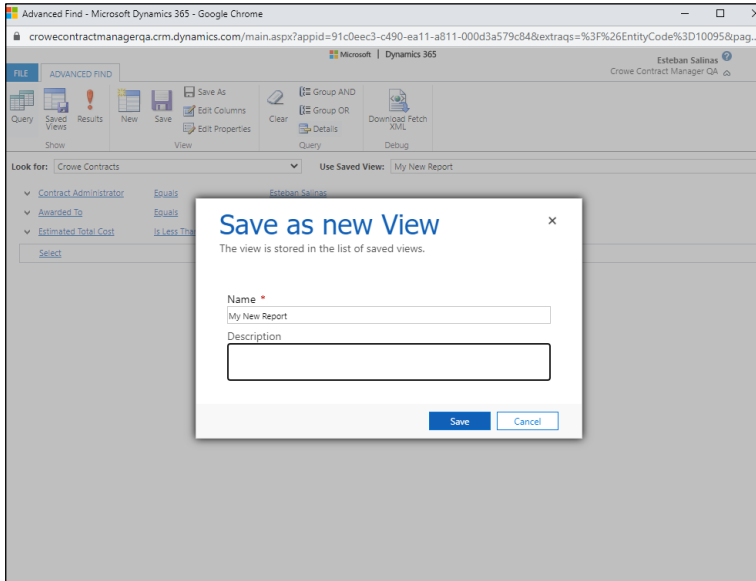 Advanced Find - Microsoft Dynamics 365 - Google Chrome
crowecontractmanagerqa.crm.dynamics.com/main.aspx?appid=91c0eec3-c490-ea11-a811-000d3a579c84&extraqs=%3F%26EntityCode%3D10095&pag...
Microsoft | Dynamics 365
Esteban Salinas
Crowe Contract Manager QA
FILE ADVANCED FIND
Query Saved Views Results New Save Save As Edit Columns Edit Properties Clear Group AND Group OR Details Download Fetch XML
Show View Query Debug
Look for: Crowe Contracts Use Saved View: My New Report
Contract Administrator Equals Esteban Salinas
Awarded To Equals
Estimated Total Cost Is Less Tha
Select
Save as new View
The view is stored in the list of saved views.
Name *
My New Report
Description
Save Cancel